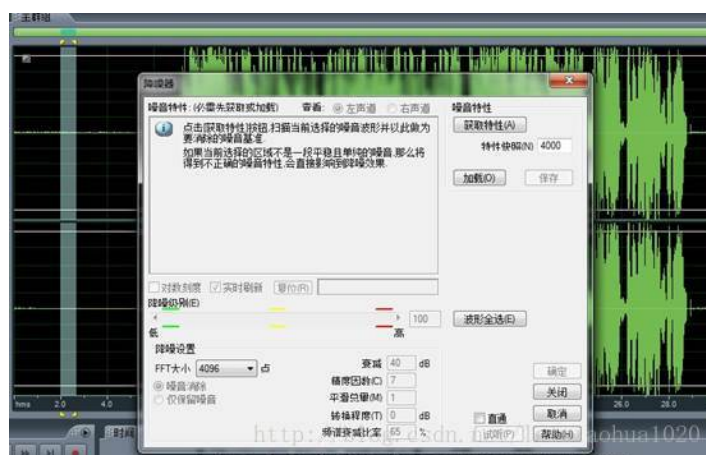 主群组
降噪器
噪音特性: (必需先获取或加载)
查看:
左声道
右声道
噪音特性
点击[获取特性]按钮,扫描当前选择的噪音波形并以此做为
要消除的噪音基准
如果当前选择的区域不是一段平稳且单纯的噪音,那么将
得到不正确的噪音特性,会直接影响到降噪效果.
获取特性(A)
特性快照(N) 4000
加载(O)
保存
对数刻度
实时刷新
复位(R)
降噪级别(E)
100
波形全选(E)
低
高
降噪设置
FFT大小 4096 点
衰减 40 dB
噪音消除
精度因数(C) 7
仅保留噪音
平滑总量(M) 1
转换程度(T) 0 dB
频谱衰减比率 65 %
直通
试听(P)
确定
关闭
取消
帮助(H)
hms 2.0 4.0
26.0 28.0
时间